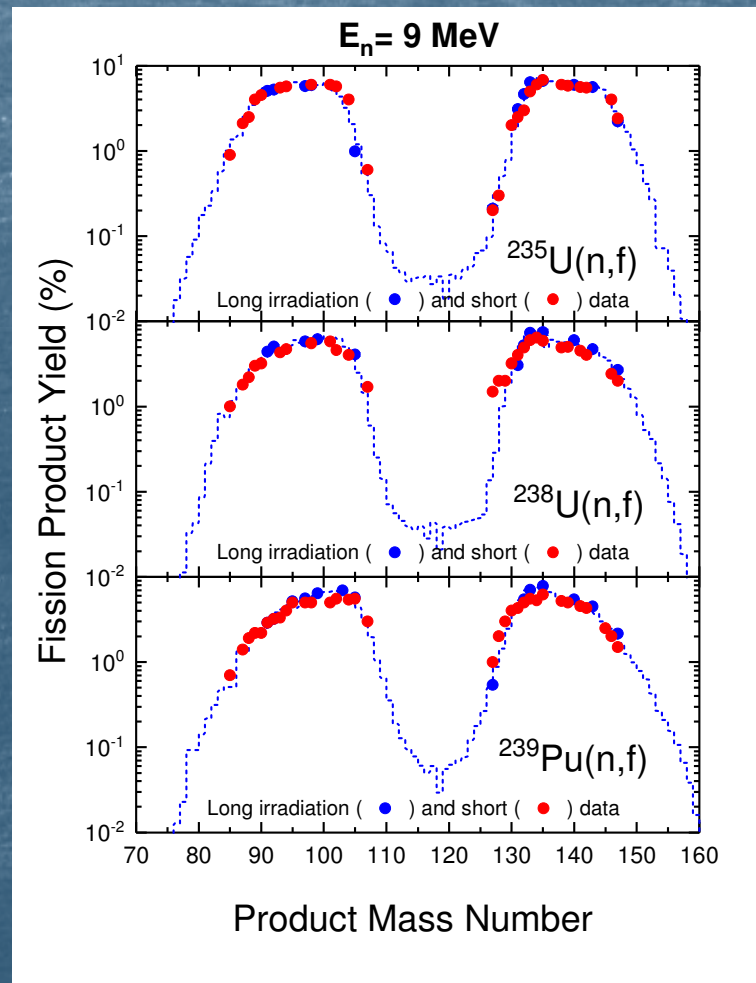 Eₙ= 9 MeV
Fission Product Yield (%)
10¹
10⁰
10⁻¹
²³⁵U(n,f)
Long irradiation ( ) and short ( ) data
10⁻²
10⁰
10⁻¹
²³⁸U(n,f)
Long irradiation ( ) and short ( ) data
10⁻²
10⁰
10⁻¹
²³⁹Pu(n,f)
Long irradiation ( ) and short ( ) data
10⁻²
70 80 90 100 110 120 130 140 150 160
Product Mass Number